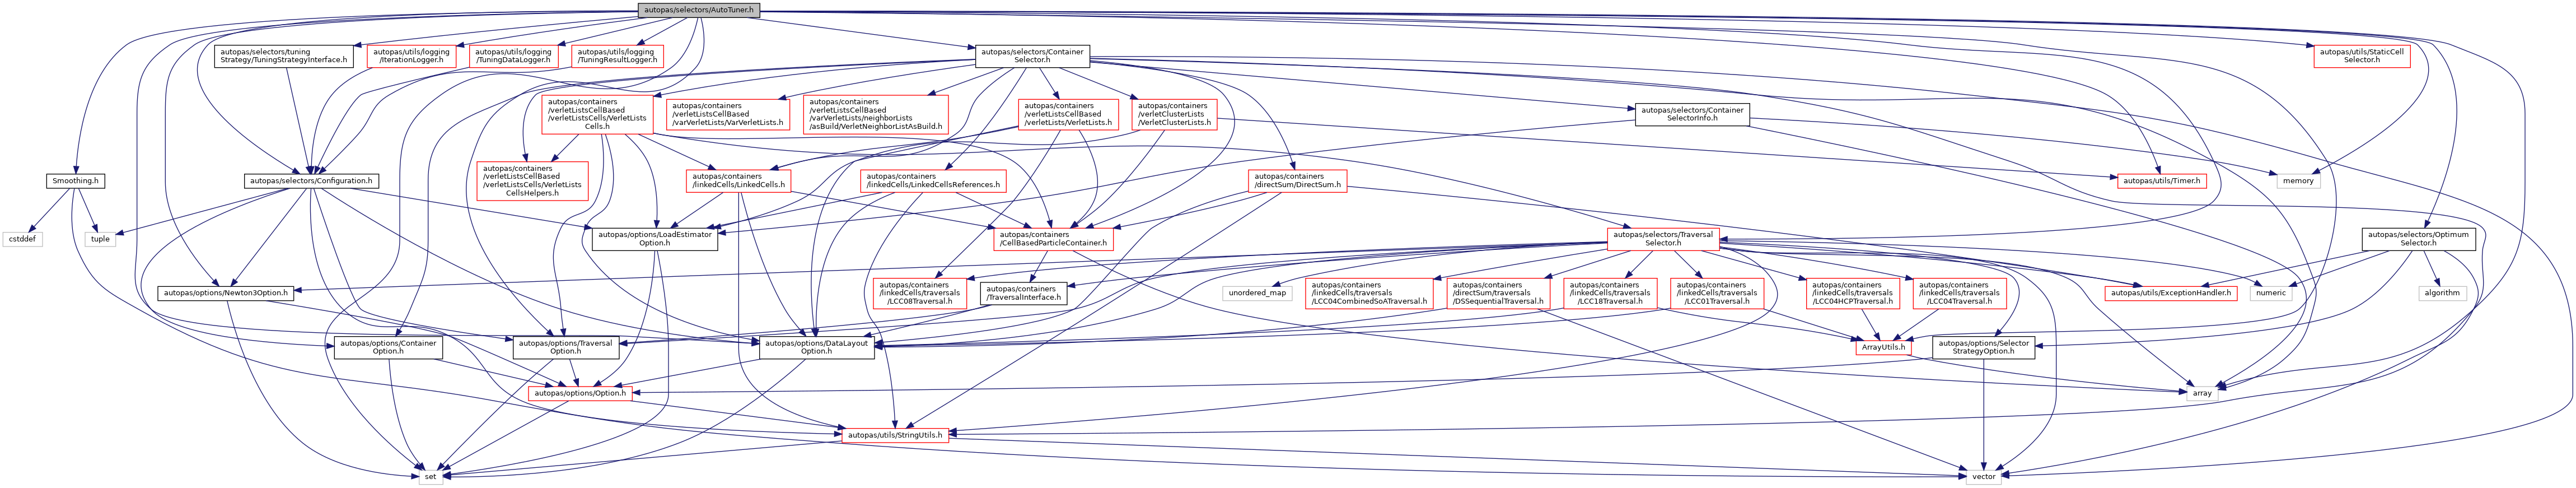 autopas/selectors/AutoTuner.h
autopas/selectors/tuning
Strategy/TuningStrategyInterface.h
autopas/utils/logging
/IterationLogger.h
autopas/utils/logging
/TuningDataLogger.h
autopas/utils/logging
/TuningResultLogger.h
autopas/selectors/Container
Selector.h
autopas/utils/StaticCell
Selector.h
autopas/containers
/verletListsCellBased
/verletListsCells/VerletLists
Cells.h
autopas/containers
/verletListsCellBased
/varVerletLists/VarVerletLists.h
autopas/containers
/verletListsCellBased
/varVerletLists/neighborLists
/asBuild/VerletNeighborListAsBuild.h
autopas/containers
/verletListsCellBased
/verletLists/VerletLists.h
autopas/containers
/verletClusterLists
/VerletClusterLists.h
autopas/selectors/Container
SelectorInfo.h
Smoothing.h
autopas/selectors/Configuration.h
autopas/containers
/verletListsCellBased
/verletListsCells/VerletLists
CellsHelpers.h
autopas/containers
/linkedCells/LinkedCells.h
autopas/containers
/linkedCells/LinkedCellsReferences.h
autopas/containers
/directSum/DirectSum.h
autopas/utils/Timer.h
memory
cstddef
tuple
autopas/options/LoadEstimator
Option.h
autopas/containers
/CellBasedParticleContainer.h
autopas/selectors/Traversal
Selector.h
autopas/selectors/Optimum
Selector.h
autopas/options/Newton3Option.h
autopas/containers
/linkedCells/traversals
/LCC08Traversal.h
autopas/containers
/TraversalInterface.h
unordered_map
autopas/containers
/linkedCells/traversals
/LCC04CombinedSoATraversal.h
autopas/containers
/directSum/traversals
/DSSequentialTraversal.h
autopas/containers
/linkedCells/traversals
/LCC18Traversal.h
autopas/containers
/linkedCells/traversals
/LCC01Traversal.h
autopas/containers
/linkedCells/traversals
/LCC04HCPTraversal.h
autopas/containers
/linkedCells/traversals
/LCC04Traversal.h
autopas/utils/ExceptionHandler.h
numeric
algorithm
autopas/options/Container
Option.h
autopas/options/Traversal
Option.h
autopas/options/DataLayout
Option.h
ArrayUtils.h
autopas/options/Selector
StrategyOption.h
autopas/options/Option.h
array
autopas/utils/StringUtils.h
set
vector